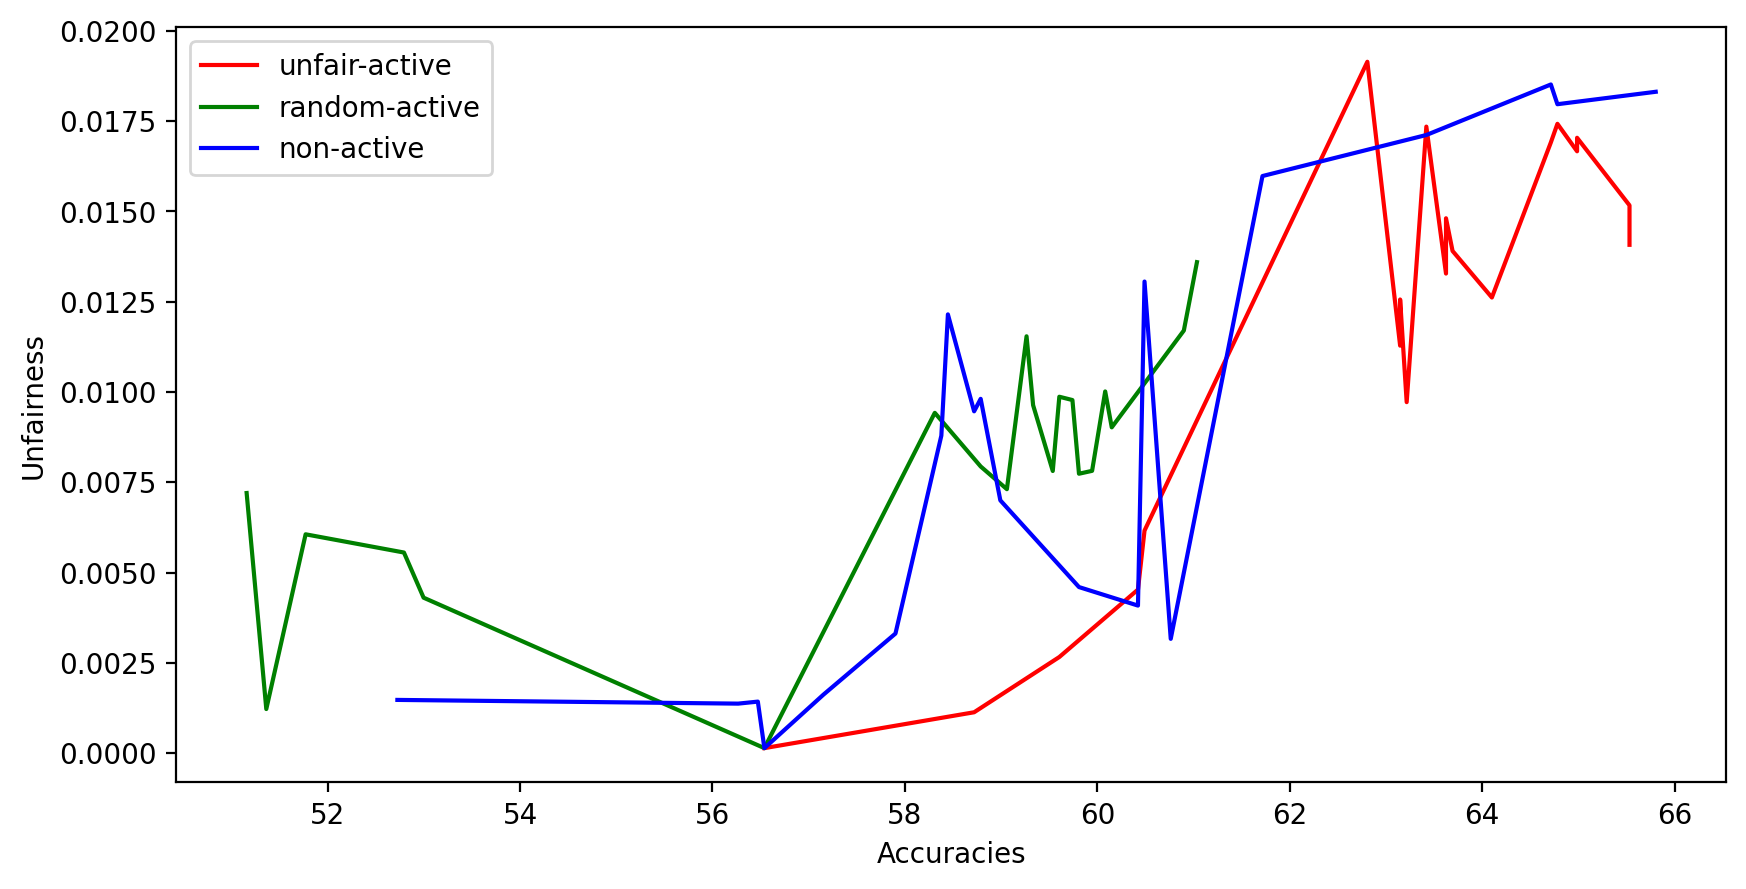 0.0200
0.0175
0.0150
0.0125
0.0100
0.0075
0.0050
0.0025
0.0000
Unfairness
unfair-active
random-active
non-active
52 54 56 58 60 62 64 66
Accuracies